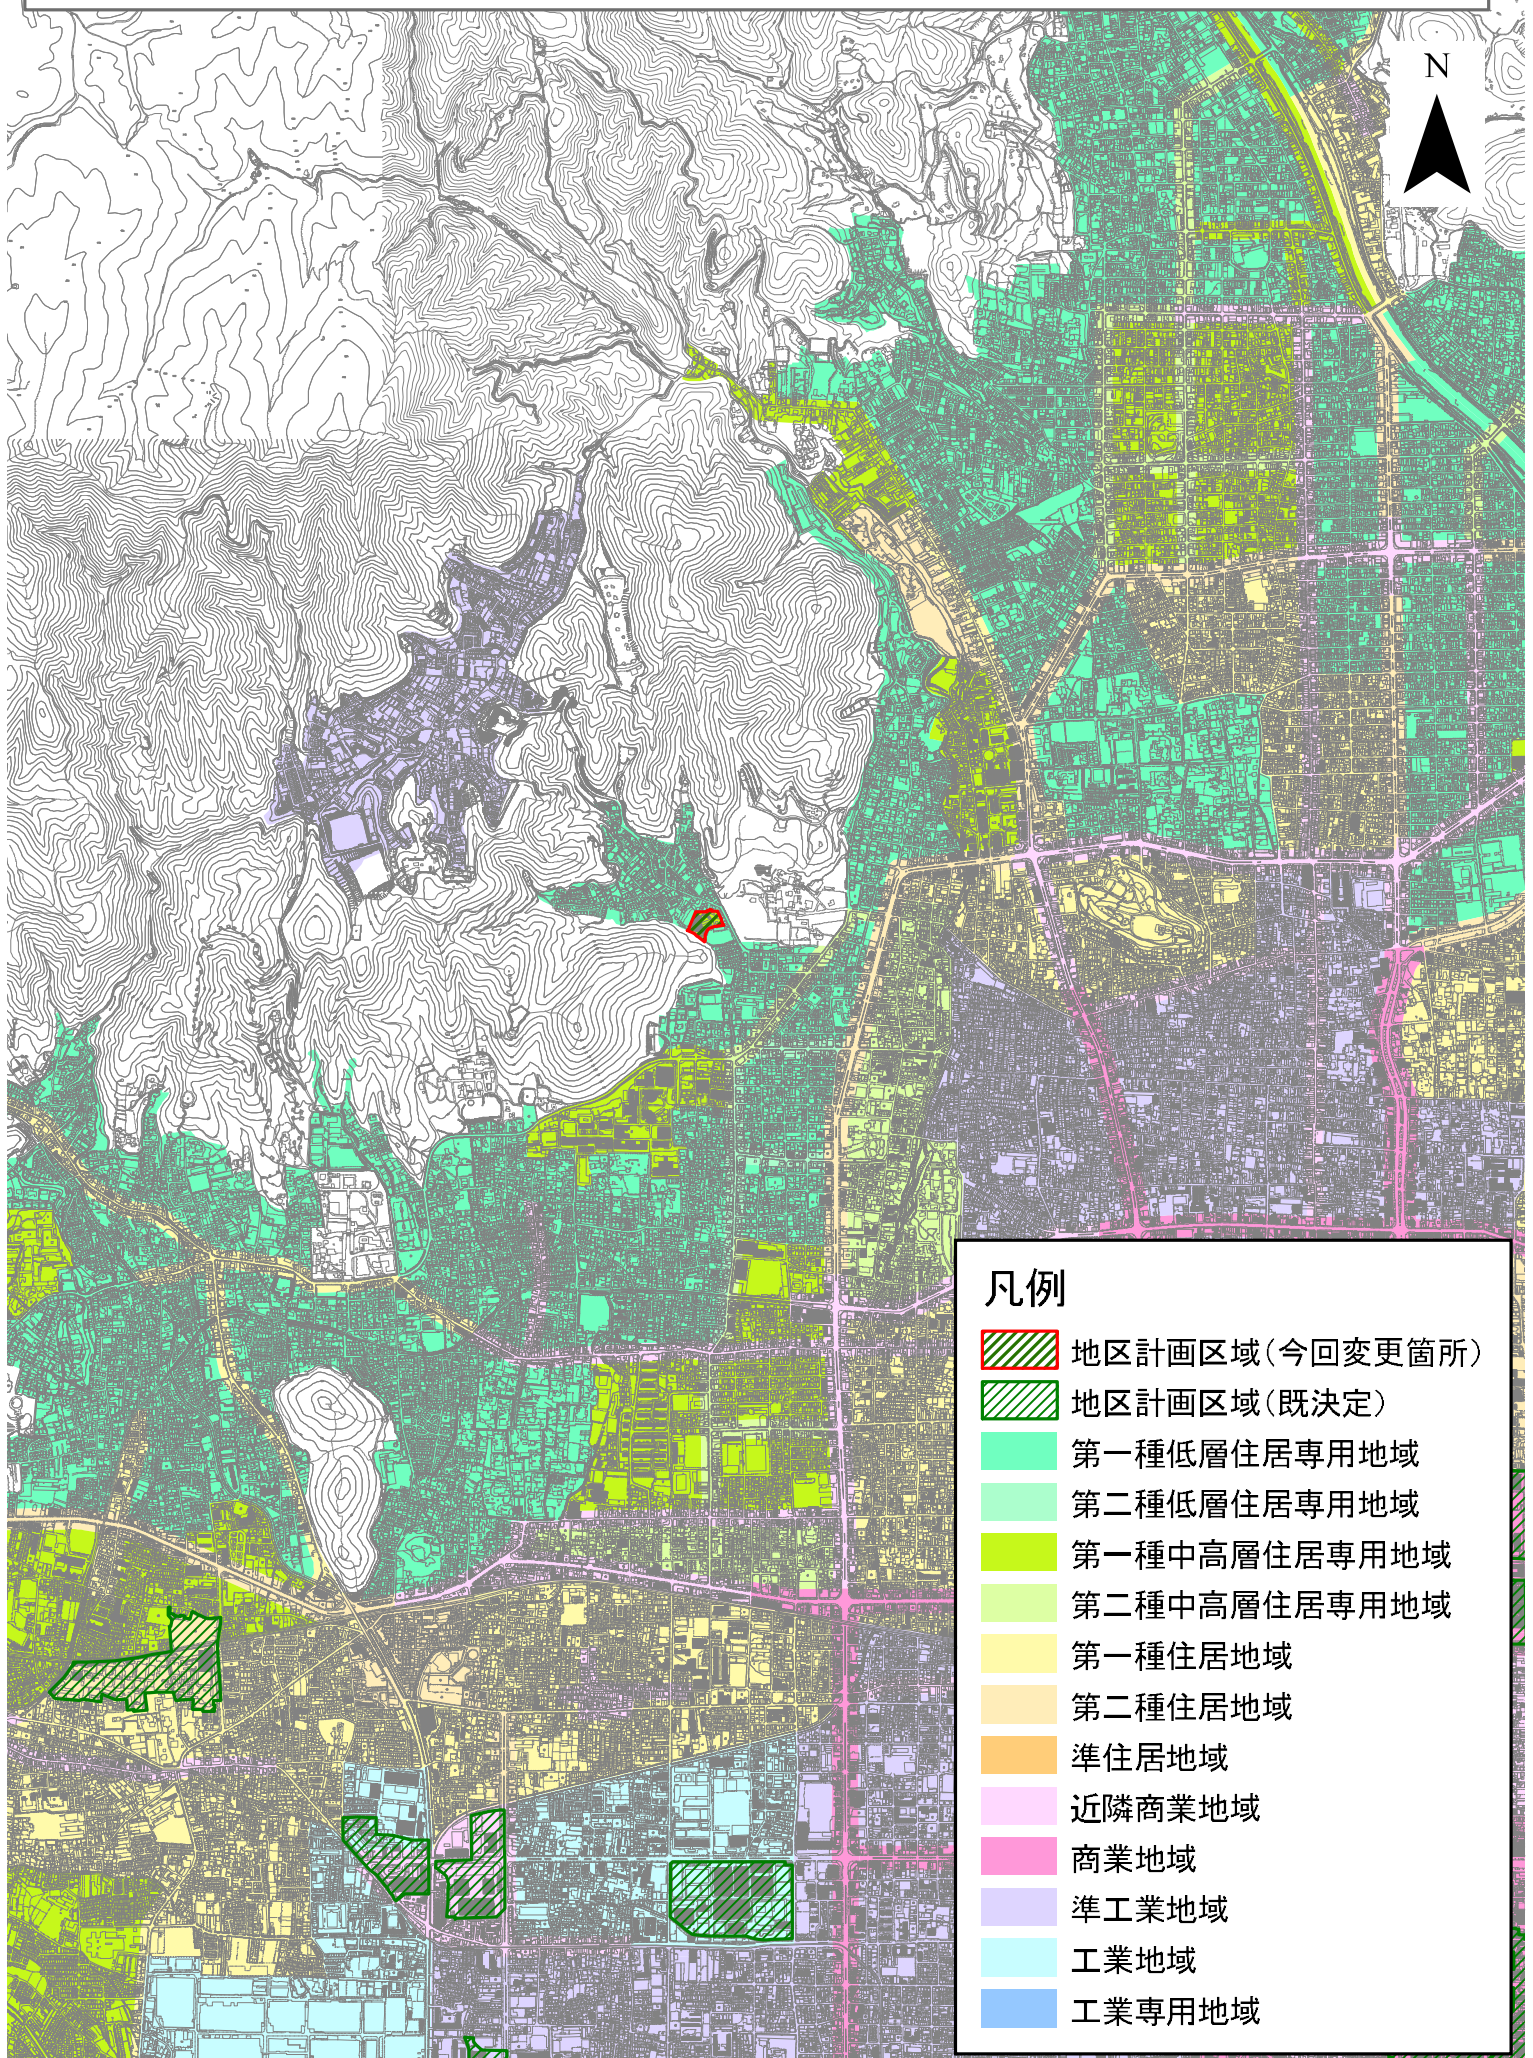 N
凡例
地区計画区域(今回変更箇所)
地区計画区域(既決定)
第一種低層住居専用地域
第二種低層住居専用地域
第一種中高層住居専用地域
第二種中高層住居専用地域
第一種住居地域
第二種住居地域
準住居地域
近隣商業地域
商業地域
準工業地域
工業地域
工業専用地域